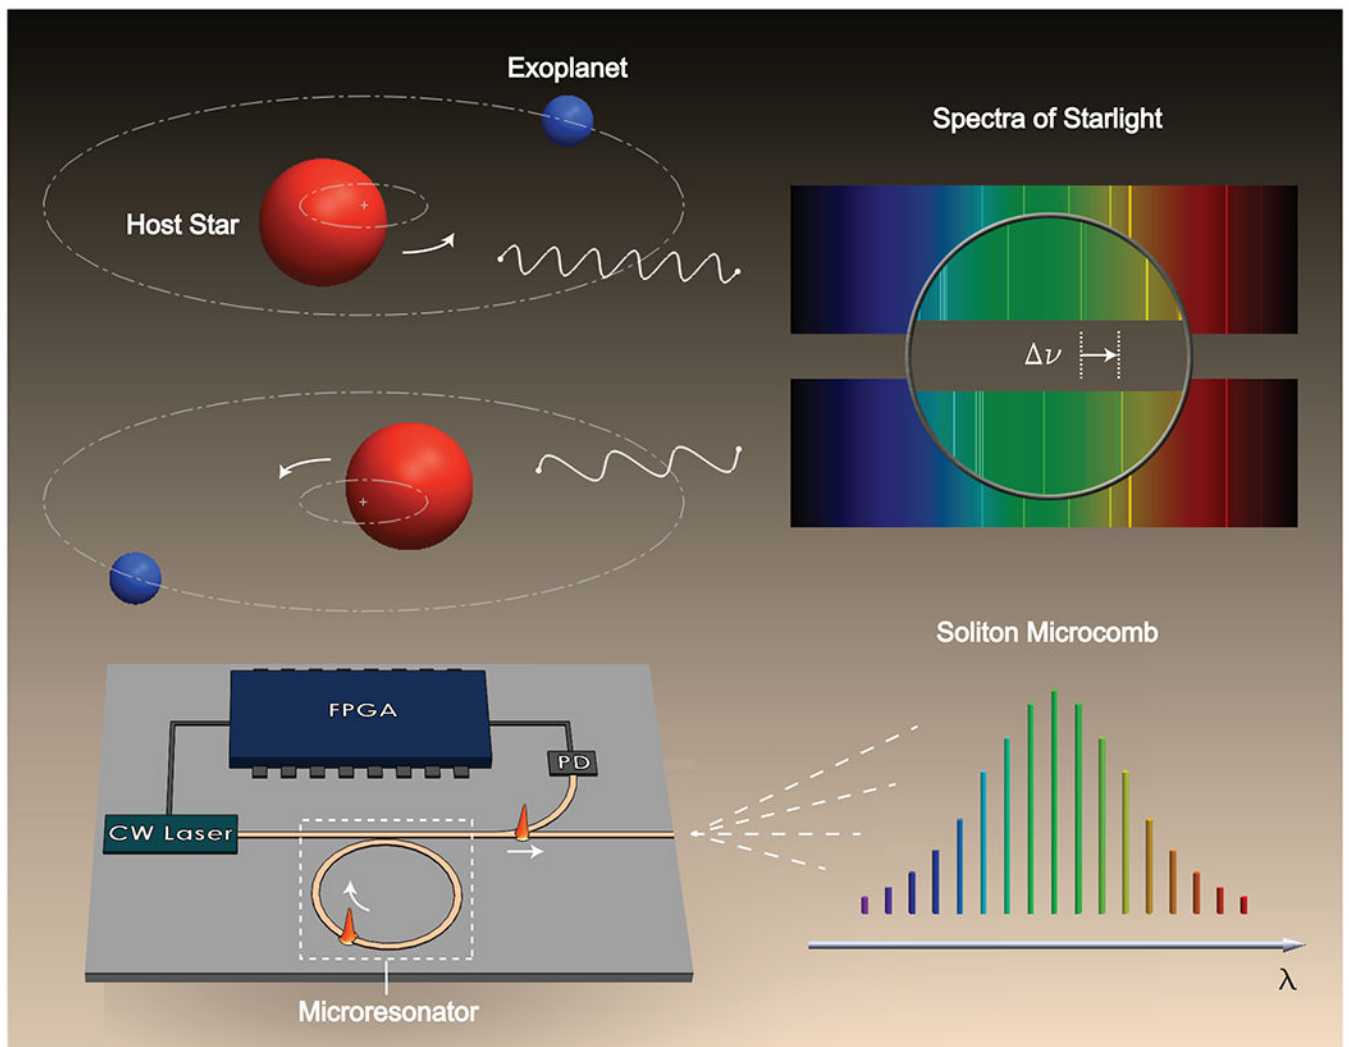 Exoplanet
Spectra of Starlight
Host Star
Δν
Soliton Microcomb
FPGA
PD
CW Laser
λ
Microresonator